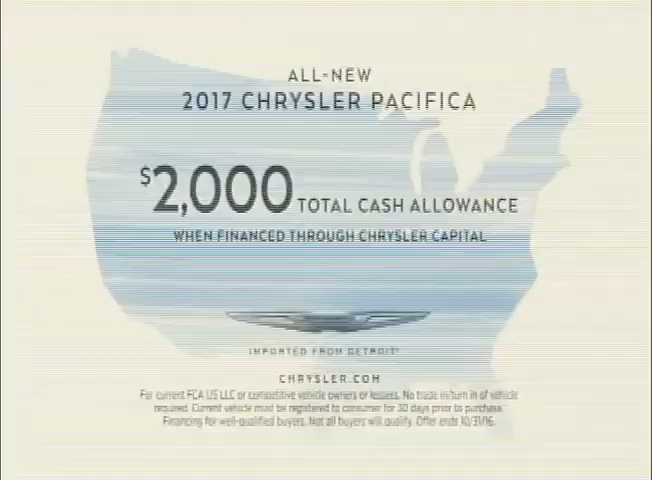 ALL-NEW
2017 CHRYSLER PACIFICA
$2,000 TOTAL CASH ALLOWANCE
WHEN FINANCED THROUGH CHRYSLER CAPITAL
IMPORTED FROM DETROIT
CHRYSLER.COM
For current FCA US LLC or competitive vehicle owners or lessees. No trade in/turn in of vehicle
required. Current vehicle must be registered to consumer for 30 days prior to purchase.
Financing for well-qualified buyers. Not all buyers will qualify. Offer ends 10/31/16.